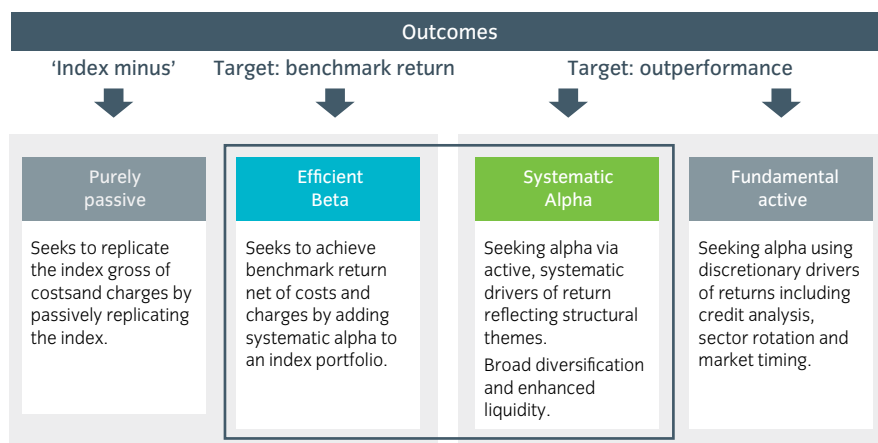 Outcomes
‘Index minus’
Target: benchmark return
Target: outperformance
Purely
passive
Seeks to replicate
the index gross of
costsand charges by
passively replicating
the index.
Efficient
Beta
Seeks to achieve
benchmark return
net of costs and
charges by adding
systematic alpha to
an index portfolio.
Systematic
Alpha
Seeking alpha via
active, systematic
drivers of return
reflecting structural
themes.
Broad diversification
and enhanced
liquidity.
Fundamental
active
Seeking alpha using
discretionary drivers
of returns including
credit analysis,
sector rotation and
market timing.